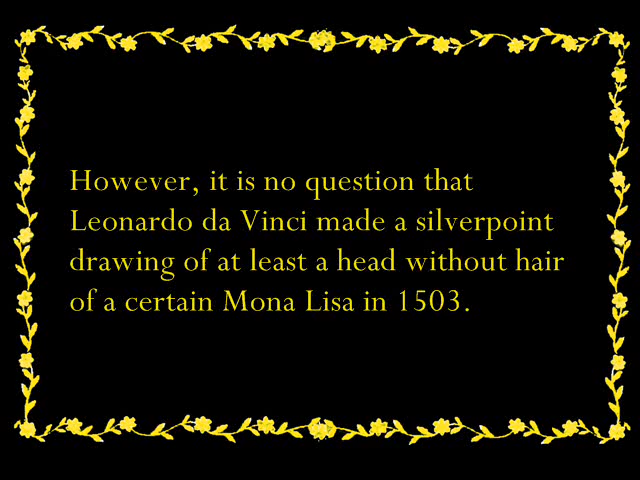 However, it is no question that
Leonardo da Vinci made a silverpoint
drawing of at least a head without hair
of a certain Mona Lisa in 1503.